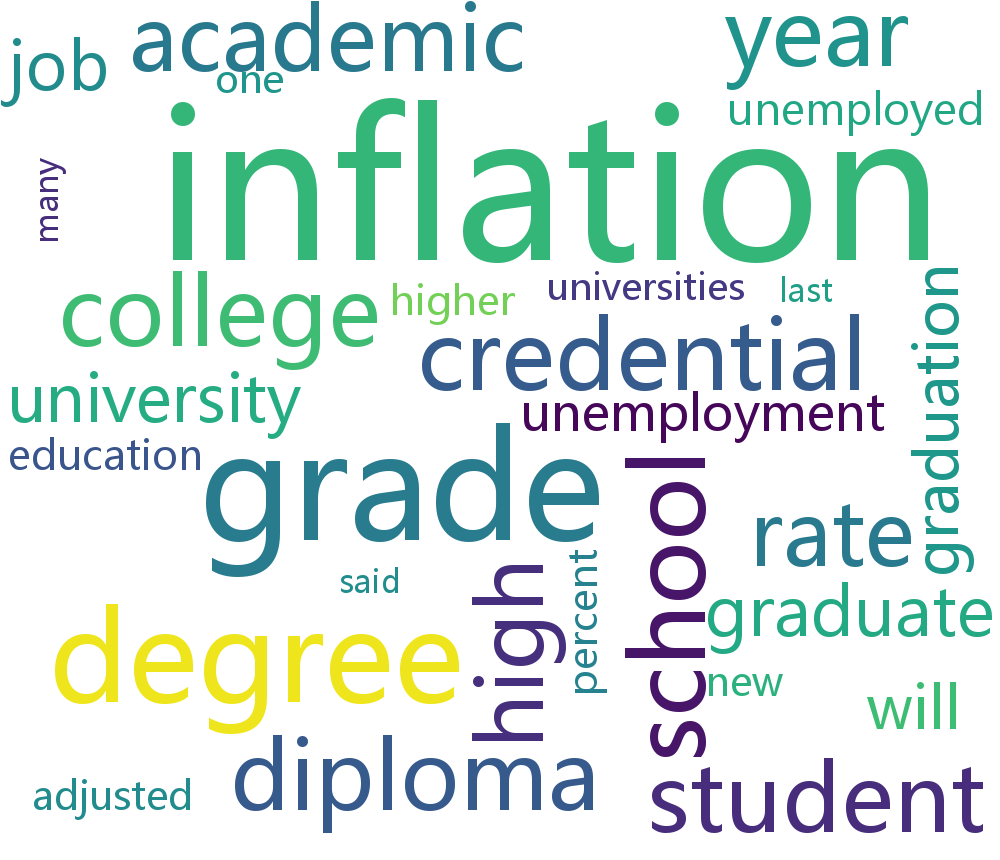 academic
year
job
one
unemployed
inflation
many
college
higher
universities
last
graduation
credential
university
unemployment
education
grade
school
rate
high
percent
said
graduate
degree
new
will
diploma
student
adjusted